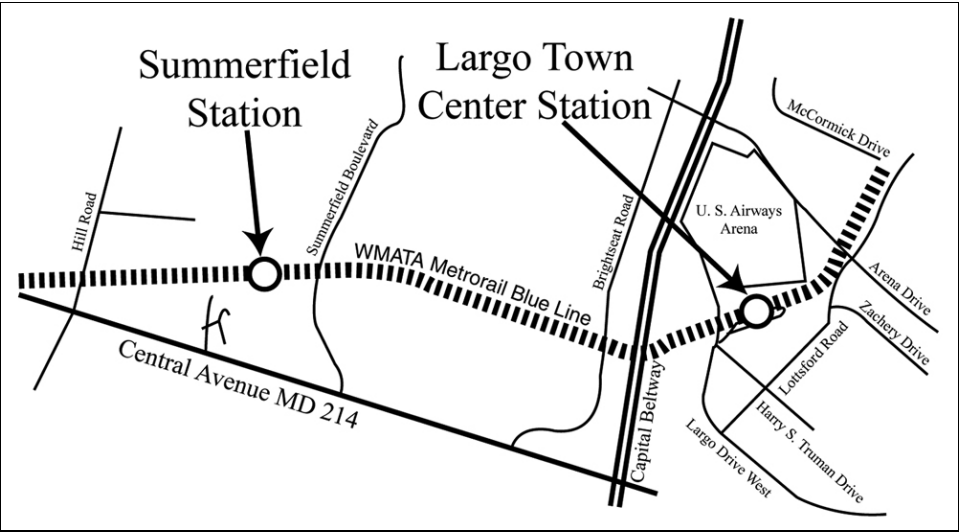 Summerfield
Station
Largo Town
Center Station
McCormick Drive
Hill Road
Summerfield Boulevard
Brightseat Road
U. S. Airways
Arena
WMATA Metrorail Blue Line
Arena Drive
Zachery Drive
Lottsford Road
Central Avenue MD 214
Capital Beltway
Harry S. Truman Drive
Largo Drive West